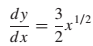 dy/dx = 3/2 x^{1/2}